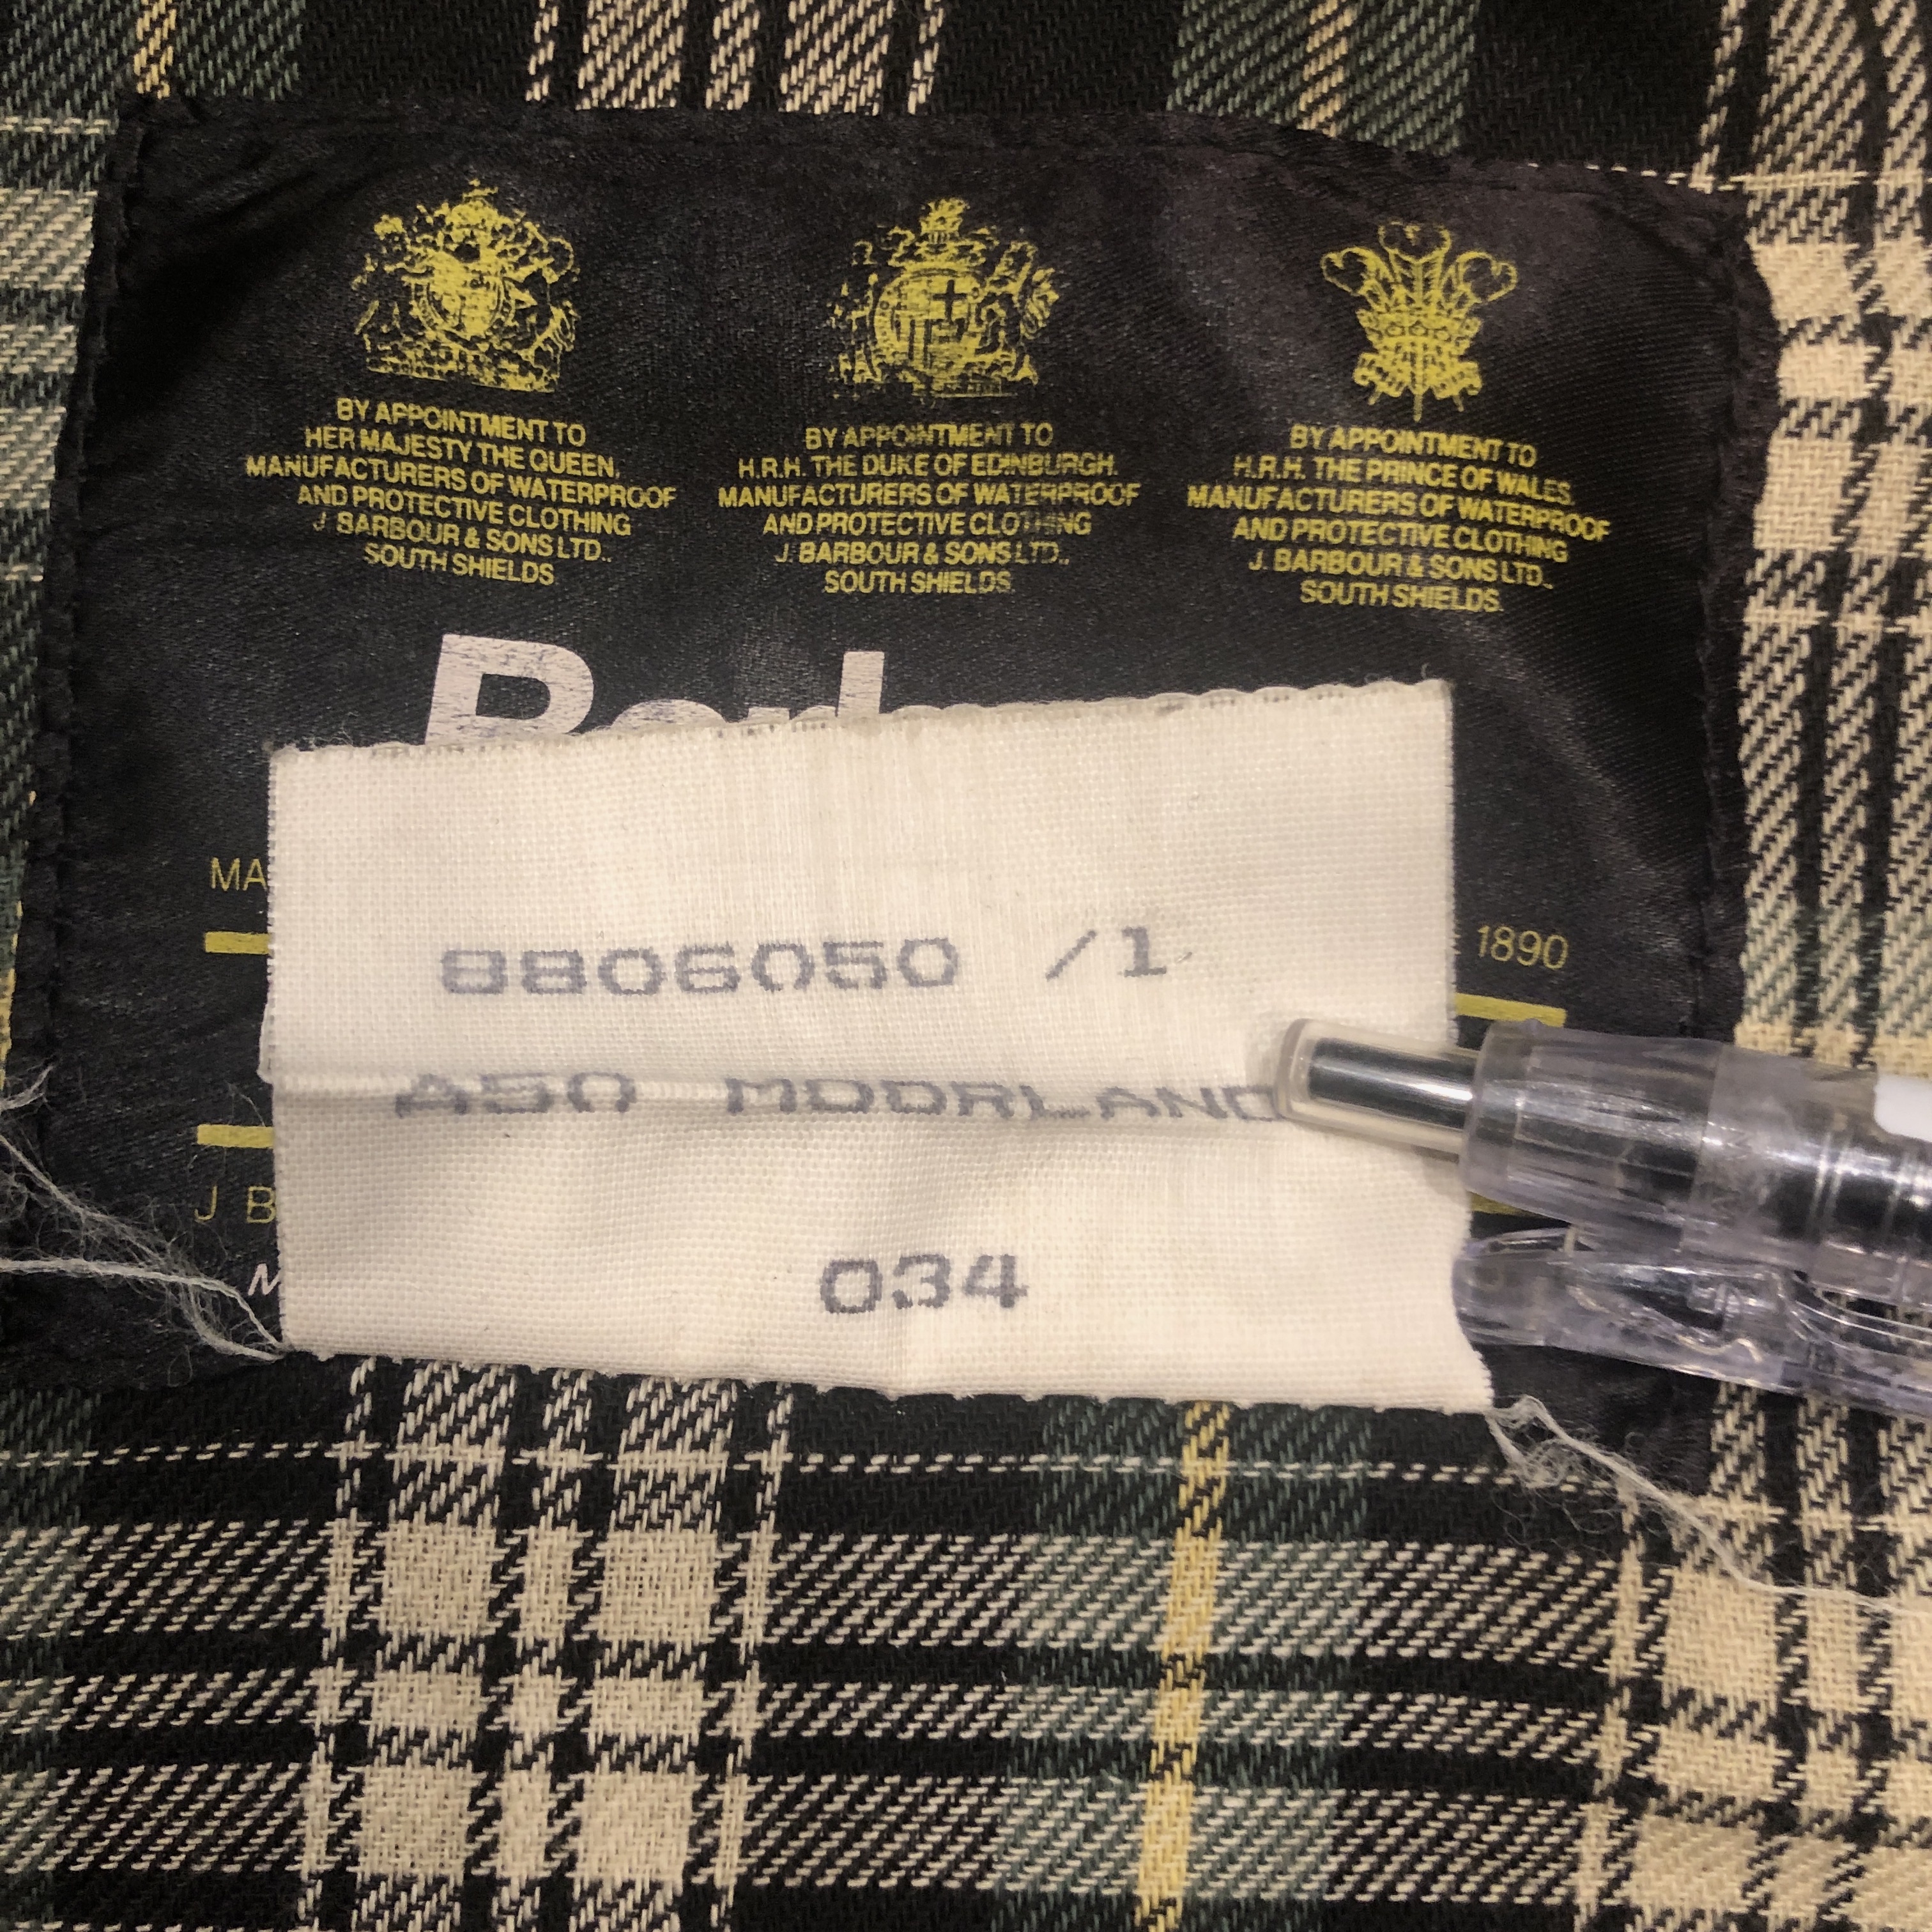 BY APPOINTMENT TO
HER MAJESTY THE QUEEN.
MANUFACTURERS OF WATERPROOF
AND PROTECTIVE CLOTHING
J. BARBOUR & SONS LTD.,
SOUTH SHIELDS
BY APPOINTMENT TO
H.R.H. THE DUKE OF EDINBURGH.
MANUFACTURERS OF WATERPROOF
AND PROTECTIVE CLOTHING
J. BARBOUR & SONS LTD.,
SOUTH SHIELDS.
BY APPOINTMENT TO
H.R.H. THE PRINCE OF WALES.
MANUFACTURERS OF WATERPROOF
AND PROTECTIVE CLOTHING
J. BARBOUR & SONS LTD.,
SOUTH SHIELDS.
1890
8806050 /1
A50 MOORLAND
034